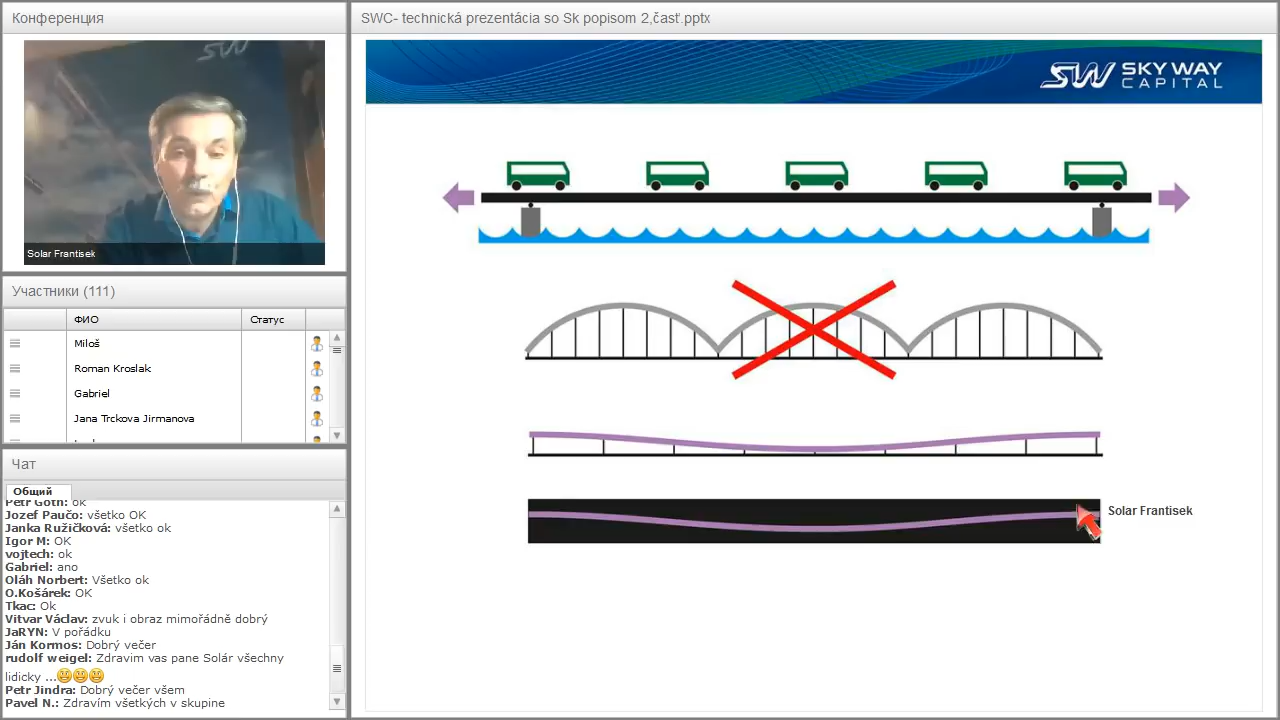 Конференция
Solar Frantisek
Участники (111)
ФИО
Статус
Miloš
Roman Kroslak
Gabriel
Jana Trckova Jirmanova
Чат
Общий
Petr Goth: ok
Jozef Paučo: všetko OK
Janka Ružičková: všetko ok
Igor M: OK
vojtech: ok
Gabriel: ano
Oláh Norbert: Všetko ok
O.Košárek: OK
Tkac: Ok
Vitvar Václav: zvuk i obraz mimořádně dobrý
JaRYN: V pořádku
Ján Kormos: Dobrý večer
rudolf weigel: Zdravim vas pane Solár všechny
lidicky ...
Petr Jindra: Dobrý večer všem
Pavel N.: Zdravím všetkých v skupine
SWC- technická prezentácia so Sk popisom 2,časť.pptx
SW SKY WAY
CAPITAL
Solar Frantisek